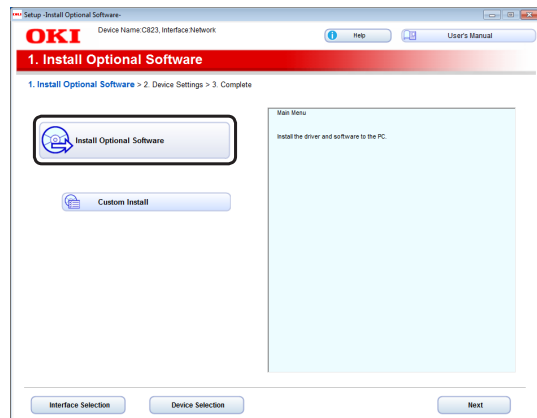 Setup -Install Optional Software-
OKI
Device Name:C823, Interface:Network
Help
User's Manual
1. Install Optional Software
1. Install Optional Software > 2. Device Settings > 3. Complete
Install Optional Software
Custom Install
Main Menu
Install the driver and software to the PC.
Interface Selection
Device Selection
Next